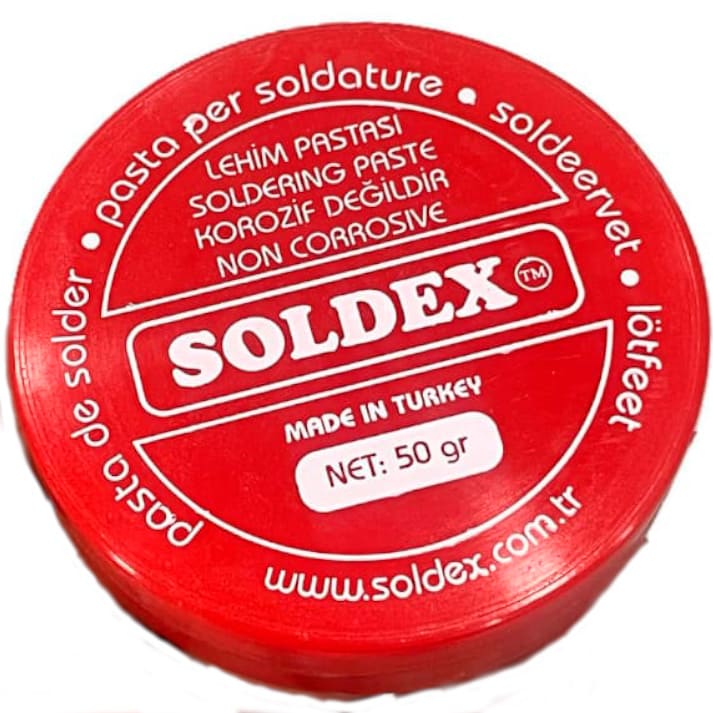 pasta de solder • pasta per soldature • soldeervet • lötfeet
LEHİM PASTASI
SOLDERING PASTE
KOROZİF DEĞİLDİR
NON CORROSIVE
SOLDEX™
MADE IN TURKEY
NET: 50 gr
www.soldex.com.tr